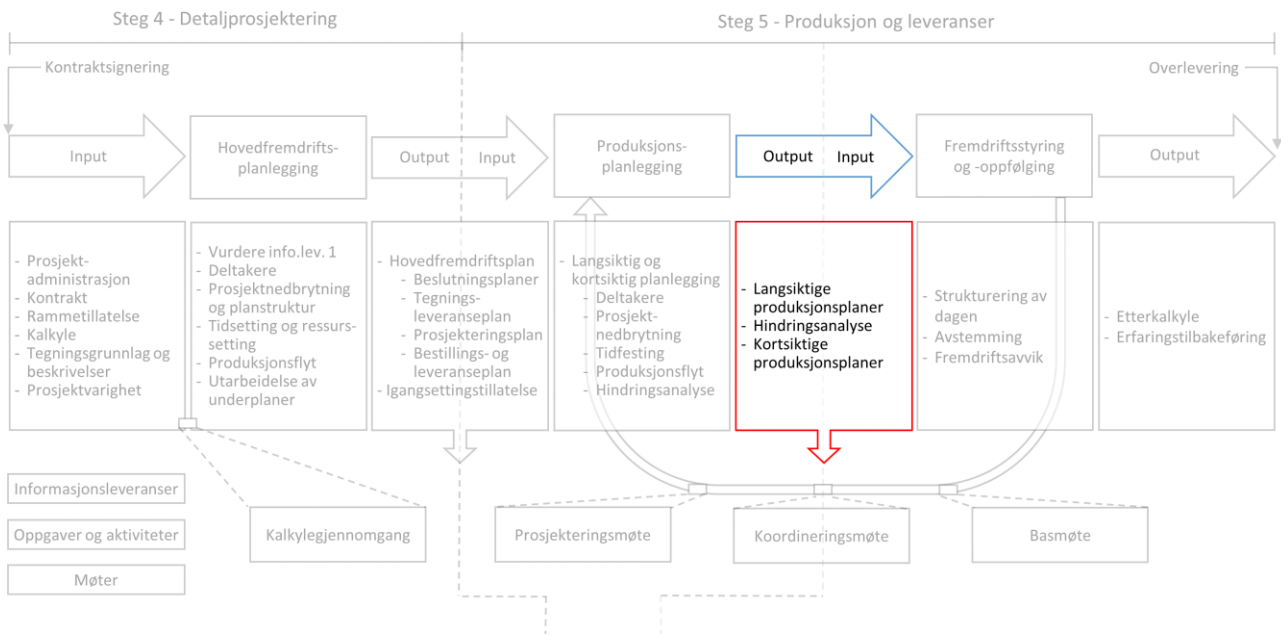 Steg 4 - Detaljprosjektering
Steg 5 - Produksjon og leveranser
Kontraktsignering
Overlevering
Input
Hovedfremdrifts-
planlegging
Output
Input
Produksjons-
planlegging
Output
Input
Fremdriftsstyring
og -oppfølging
Output
- Prosjekt-
administrasjon
- Kontrakt
- Rammetillatelse
- Kalkyle
- Tegningsgrunnlag og
beskrivelser
- Prosjektvarighet
- Vurdere info.lev. 1
- Deltakere
- Prosjektnedbrytning
og planstruktur
- Tidsetting og ressurs-
setting
- Produksjonsflyt
- Utarbeidelse av
underplaner
- Hovedfremdriftsplan
- Beslutningsplaner
- Tegnings-
leveranseplan
- Prosjekteringsplan
- Bestillings- og
leveranseplan
- Igangsettingstillatelse
- Langsiktig og
kortsiktig planlegging
- Deltakere
- Prosjekt-
nedbrytning
- Tidfesting
- Produksjonsflyt
- Hindringsanalyse
- Langsiktige
produksjonsplaner
- Hindringsanalyse
- Kortsiktige
produksjonsplaner
- Strukturering av
dagen
- Avstemming
- Fremdriftsavvik
- Etterkalkyle
- Erfaringstilbakeføring
Informasjonsleveranser
Oppgaver og aktiviteter
Møter
Kalkylegjennomgang
Prosjekteringsmøte
Koordineringsmøte
Basmøte